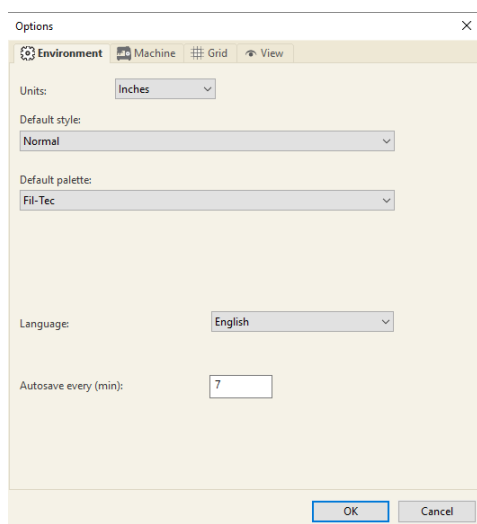 Options
Environment Machine Grid View
Units: Inches
Default style:
Normal
Default palette:
Fil-Tec
Language: English
Autosave every (min): 7
OK Cancel